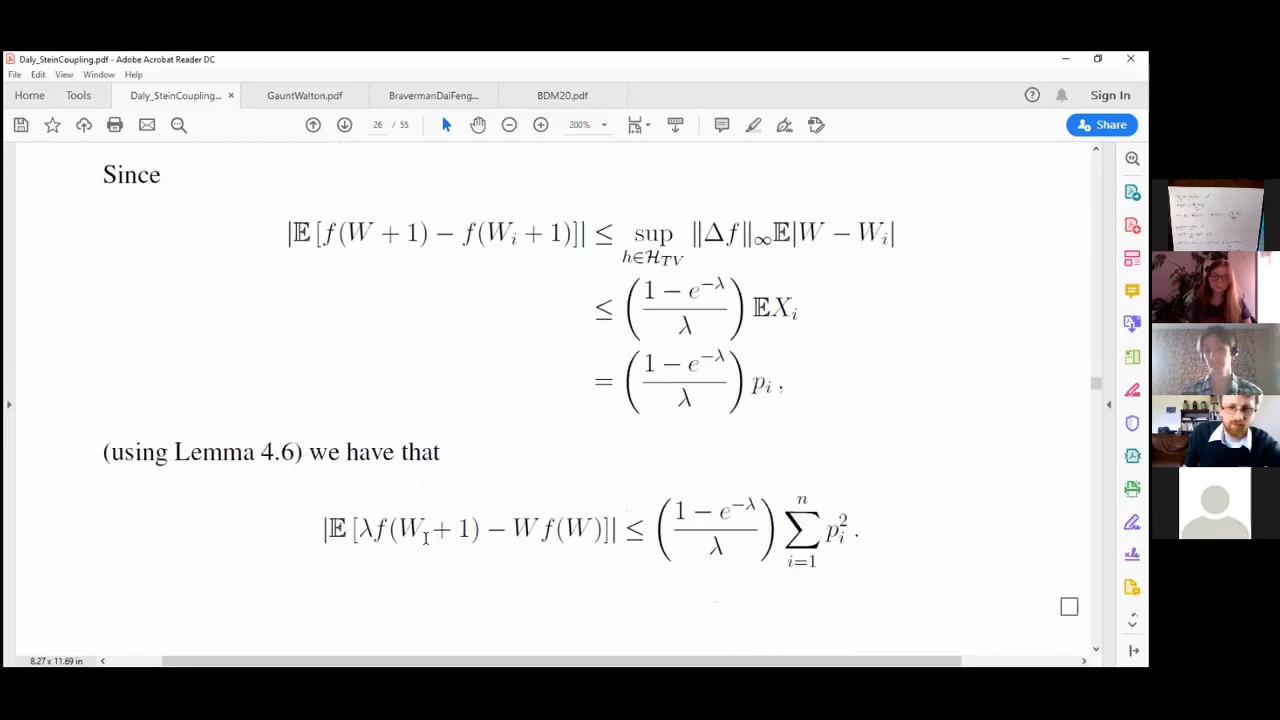 Daly_SteinCoupling.pdf - Adobe Acrobat Reader DC
File Edit View Window Help
Home Tools Daly_SteinCoupling... × GauntWalton.pdf BravermanDaiFeng... BDM20.pdf Sign In
26 / 55 200% Share
Since
|𝔼 [f(W + 1) − f(W_i + 1)]| ≤ sup_{h∈ℋ_{TV}} ‖Δf‖_∞ 𝔼|W − W_i|
≤ ((1 − e^{−λ})/λ) 𝔼X_i
= ((1 − e^{−λ})/λ) p_i ,
(using Lemma 4.6) we have that
|𝔼 [λf(W + 1) − Wf(W)]| ≤ ((1 − e^{−λ})/λ) ∑_{i=1}^{n} p_i^2 .
8.27 x 11.69 in